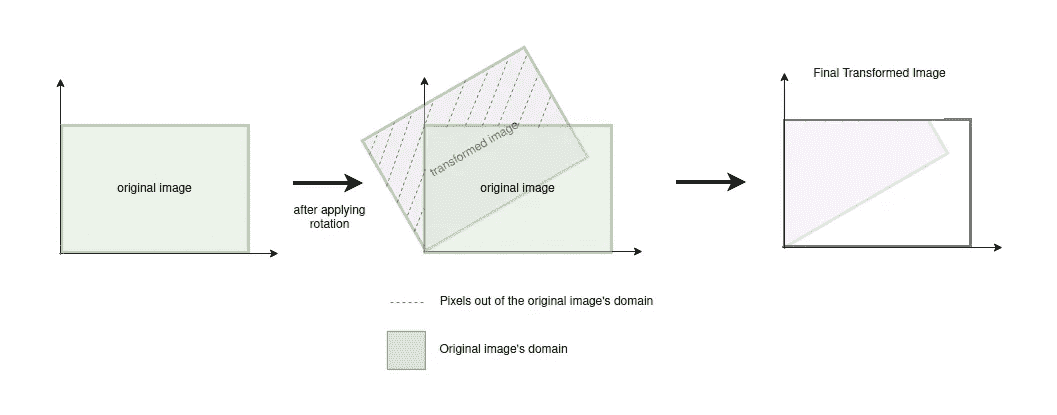 Final Transformed Image
transformed image
original image
original image
after applying
rotation
Pixels out of the original image's domain
Original image's domain